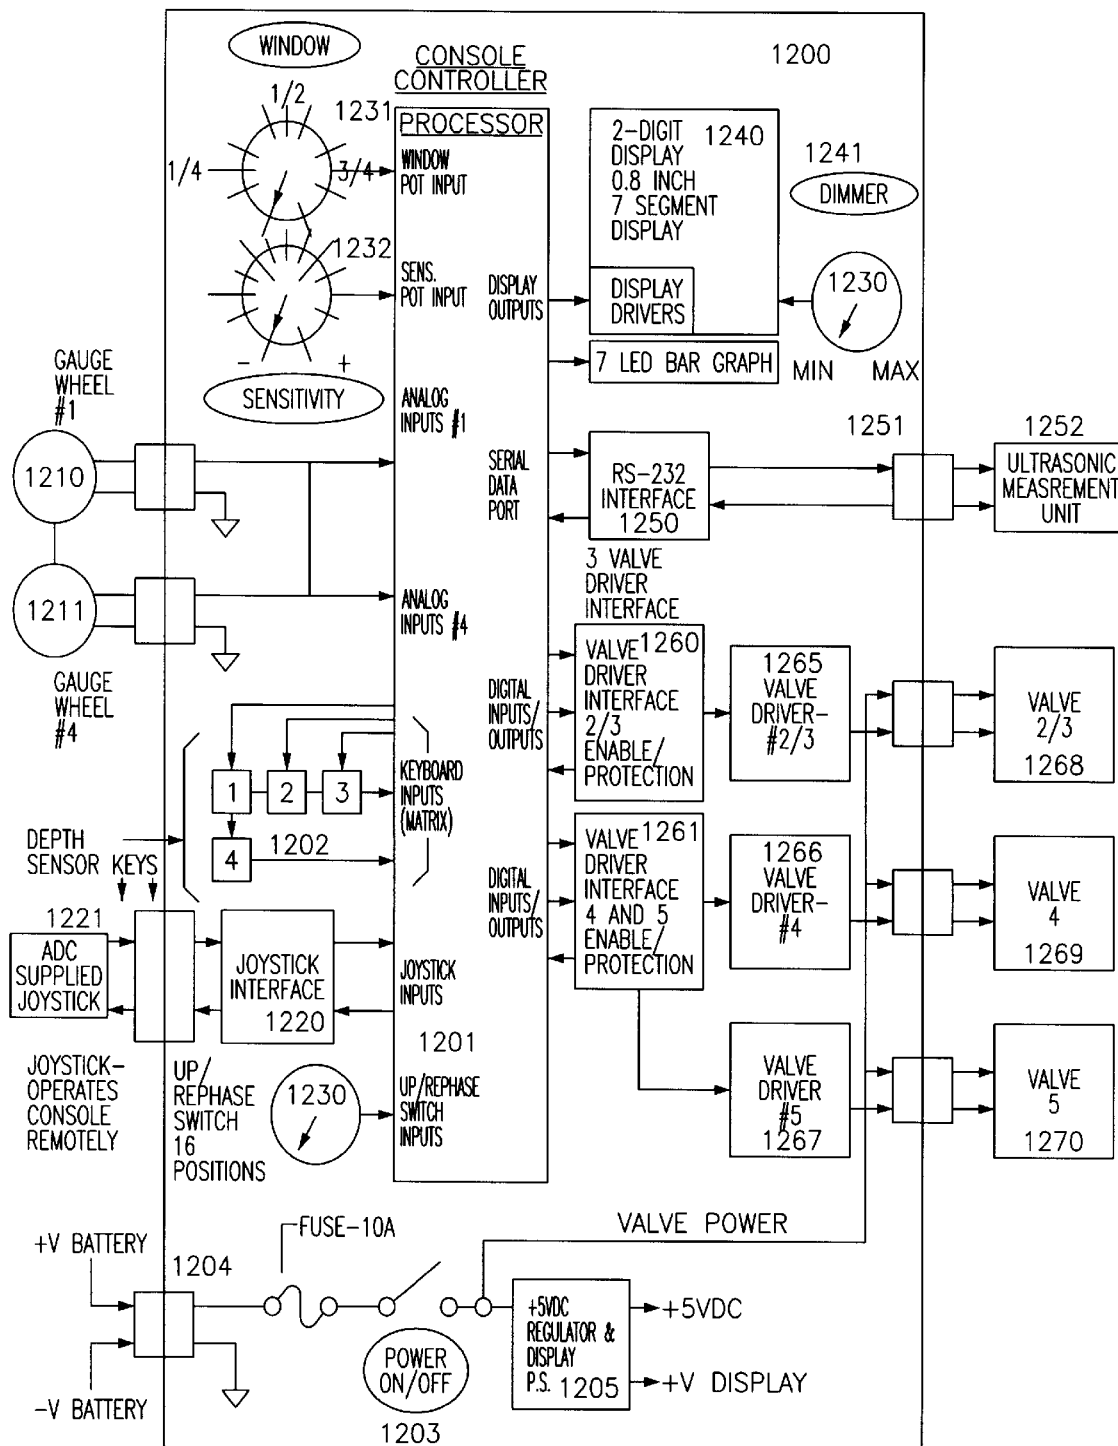 WINDOW
CONSOLE
CONTROLLER
1200
1/2
1231
1/4
3/4
PROCESSOR
WINDOW
POT INPUT
2-DIGIT
DISPLAY
0.8 INCH
7 SEGMENT
DISPLAY
1240
1241
DIMMER
1232
SENS.
POT INPUT
DISPLAY
OUTPUTS
DISPLAY
DRIVERS
1230
- +
SENSITIVITY
7 LED BAR GRAPH
MIN MAX
GAUGE
WHEEL
#1
ANALOG
INPUTS #1
1210
SERIAL
DATA
PORT
RS-232
INTERFACE
1250
1251
1252
ULTRASONIC
MEASREMENT
UNIT
3 VALVE
DRIVER
INTERFACE
1211
ANALOG
INPUTS #4
GAUGE
WHEEL
#4
DIGITAL
INPUTS/
OUTPUTS
VALVE 1260
DRIVER
INTERFACE
2/3
ENABLE/
PROTECTION
1265
VALVE
DRIVER-
#2/3
VALVE
2/3
1268
1 2 3
4
1202
KEYBOARD
INPUTS
(MATRIX)
DEPTH
SENSOR KEYS
DIGITAL
INPUTS/
OUTPUTS
VALVE 1261
DRIVER
INTERFACE
4 AND 5
ENABLE/
PROTECTION
1266
VALVE
DRIVER-
#4
VALVE
4
1269
1221
ADC
SUPPLIED
JOYSTICK
JOYSTICK
INTERFACE
1220
JOYSTICK
INPUTS
1201
JOYSTICK-
OPERATES
CONSOLE
REMOTELY
UP/
REPHASE
SWITCH
16
POSITIONS
1230
UP/REPHASE
SWITCH
INPUTS
VALVE
DRIVER
#5
1267
VALVE
5
1270
VALVE POWER
FUSE-10A
+V BATTERY
1204
-V BATTERY
POWER
ON/OFF
1203
+5VDC
REGULATOR &
DISPLAY
P.S. 1205
+5VDC
+V DISPLAY